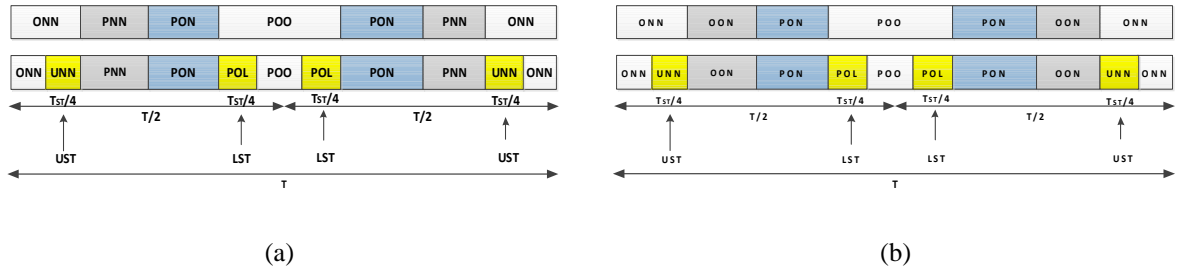 ONN PNN PON POO PON PNN ONN
ONN UNN PNN PON POL POO POL PON PNN UNN ONN
TST/4 TST/4 TST/4 TST/4
T/2 T/2
UST LST LST UST
T
(a)
ONN OON PON POO PON OON ONN
ONN UNN OON PON POL POO POL PON OON UNN ONN
TST/4 TST/4 TST/4 TST/4
T/2 T/2
UST LST LST UST
T
(b)